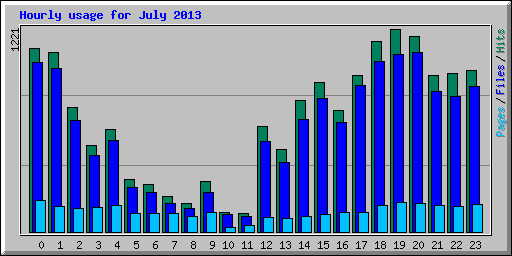 Hourly usage for July 2013
1221
Pages/Files/Hits
0 1 2 3 4 5 6 7 8 9 10 11 12 13 14 15 16 17 18 19 20 21 22 23